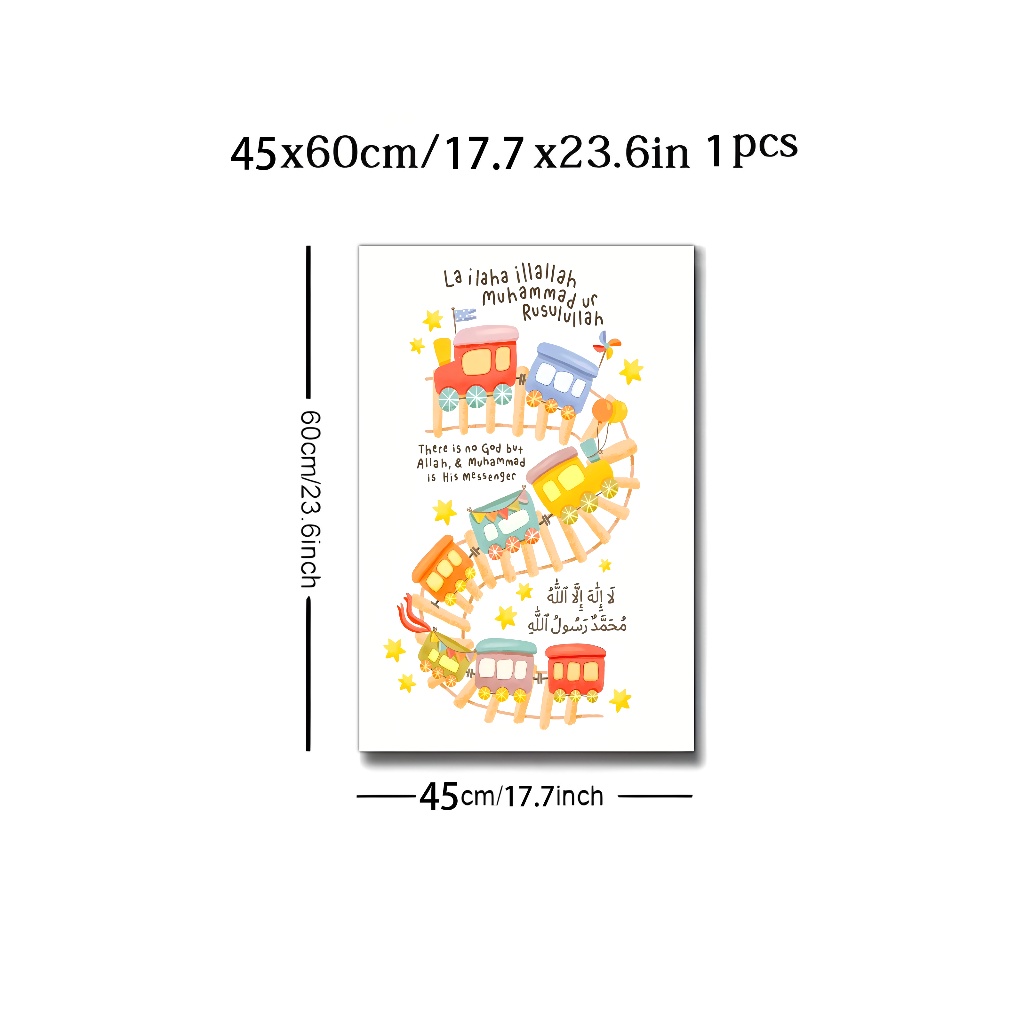 45x60cm/17.7 x23.6in 1pcs
La ilaha illallah
Muhammad ur
Rusulullah
There is no God but
Allah, & Muhammad
is His messenger
60cm/23.6inch
لَا إِلٰهَ إِلَّا ٱللَّٰهُ
مُحَمَّدٌ رَسُولُ ٱللَّٰهِ
45cm/17.7inch